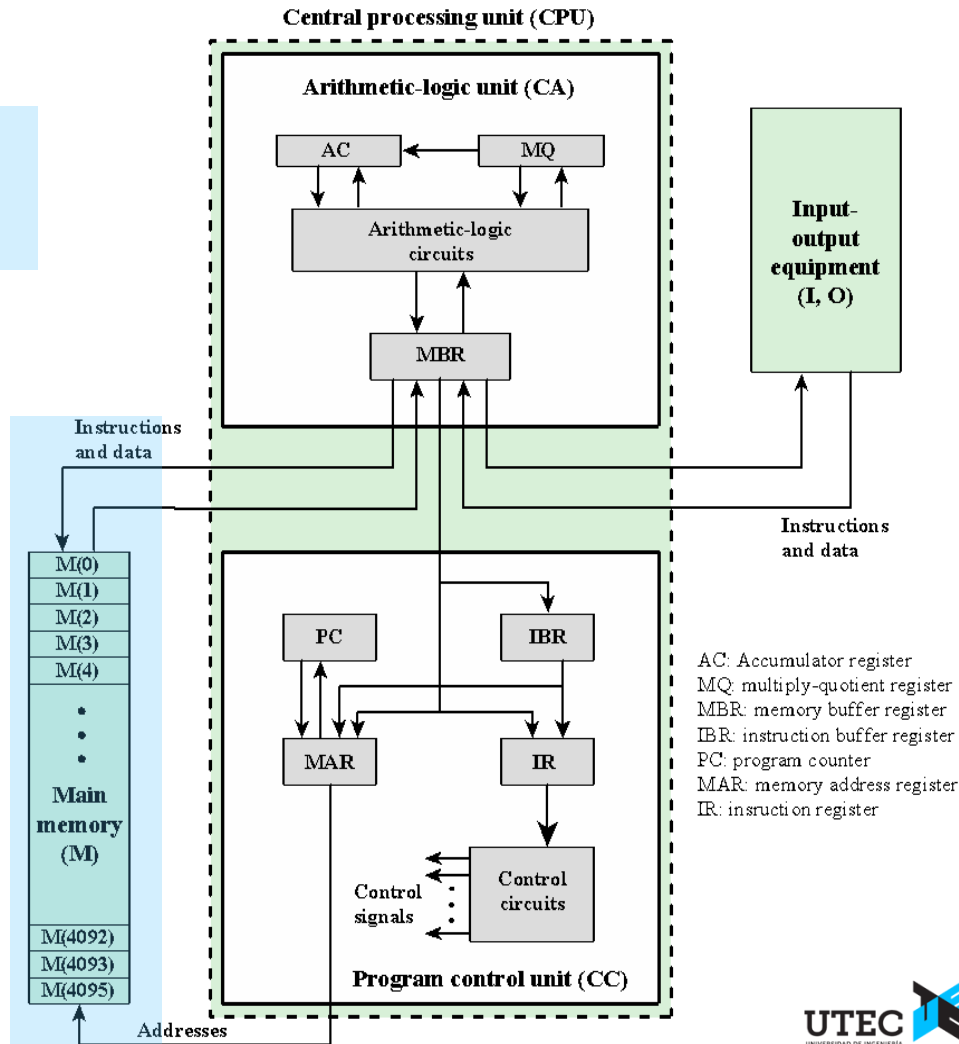 Central processing unit (CPU)
Arithmetic-logic unit (CA)
AC
MQ
Arithmetic-logic
circuits
MBR
Input-
output
equipment
(I, O)
Instructions
and data
Instructions
and data
M(0)
M(1)
M(2)
M(3)
M(4)
Main
memory
(M)
M(4092)
M(4093)
M(4095)
PC
IBR
MAR
IR
Control
circuits
Control
signals
Program control unit (CC)
Addresses
AC: Accumulator register
MQ: multiply-quotient register
MBR: memory buffer register
IBR: instruction buffer register
PC: program counter
MAR: memory address register
IR: insruction register
UTEC
UNIVERSIDAD DE INGENIERÍA